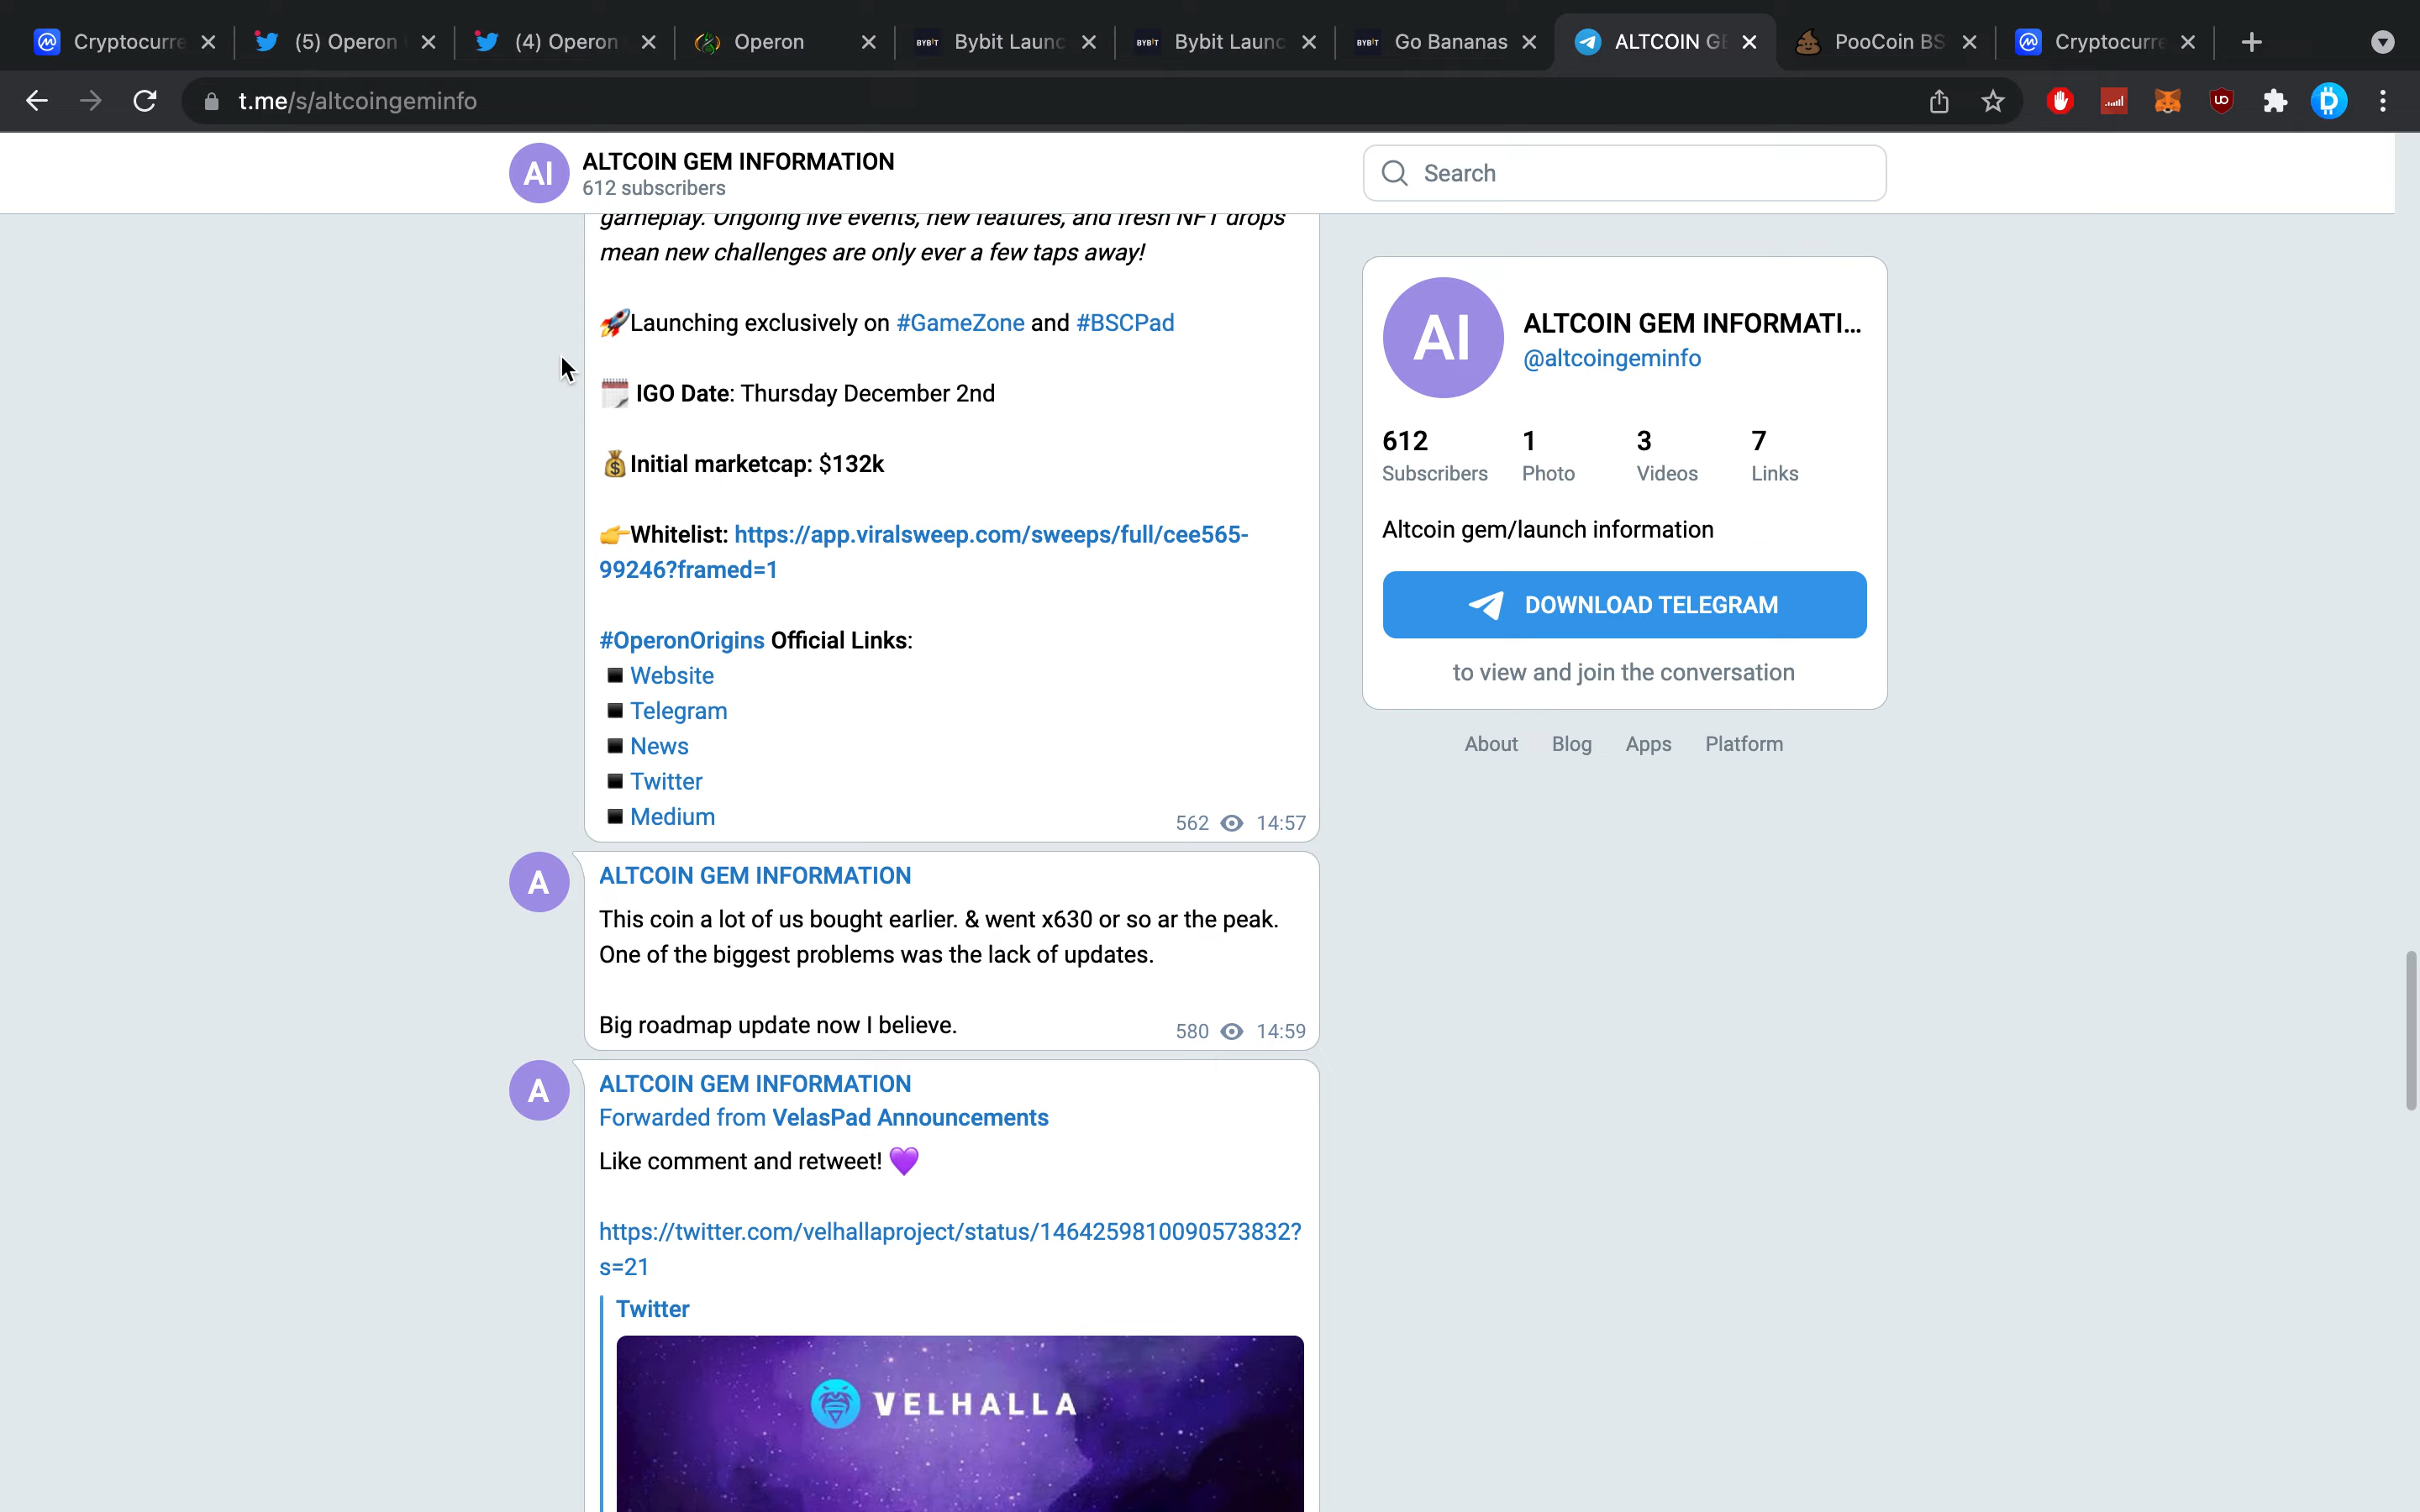 Cryptocurre
(5) Operon
(4) Operon
Operon
BYBIT Bybit Launc
BYBIT Bybit Launc
BYBIT Go Bananas
ALTCOIN GE
PooCoin BS
Cryptocurre
t.me/s/altcoingeminfo
AI
ALTCOIN GEM INFORMATION
612 subscribers
Search
gameplay. Ongoing live events, new features, and fresh NFT drops
mean new challenges are only ever a few taps away!
🚀Launching exclusively on #GameZone and #BSCPad
🗓 IGO Date: Thursday December 2nd
💰Initial marketcap: $132k
👉Whitelist: https://app.viralsweep.com/sweeps/full/cee565-
99246?framed=1
#OperonOrigins Official Links:
◾️ Website
◾️ Telegram
◾️ News
◾️ Twitter
◾️ Medium
562 14:57
A
ALTCOIN GEM INFORMATION
This coin a lot of us bought earlier. & went x630 or so ar the peak.
One of the biggest problems was the lack of updates.
Big roadmap update now I believe.
580 14:59
A
ALTCOIN GEM INFORMATION
Forwarded from VelasPad Announcements
Like comment and retweet! 💜
https://twitter.com/velhallaproject/status/1464259810090573832?
s=21
Twitter
VELHALLA
AI
ALTCOIN GEM INFORMATI...
@altcoingeminfo
612 1 3 7
Subscribers Photo Videos Links
Altcoin gem/launch information
DOWNLOAD TELEGRAM
to view and join the conversation
About Blog Apps Platform